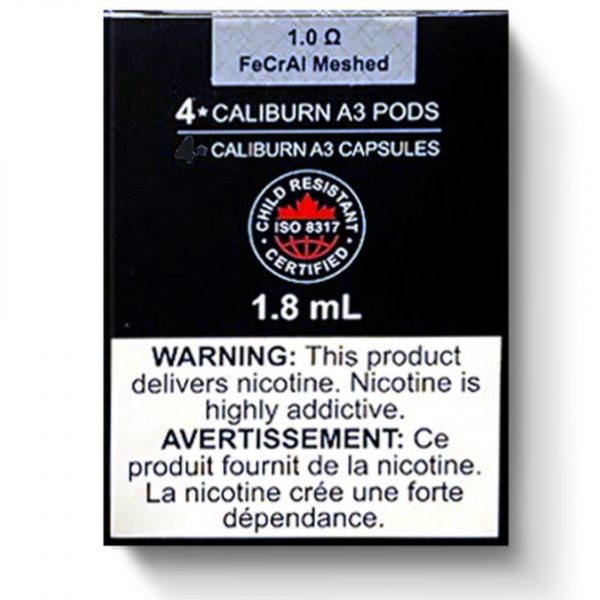 1.0 Ω
FeCrAl Meshed
4* CALIBURN A3 PODS
4* CALIBURN A3 CAPSULES
CHILD RESISTANT
ISO 8317
CERTIFIED
1.8 mL
WARNING: This product
delivers nicotine. Nicotine is
highly addictive.
AVERTISSEMENT: Ce
produit fournit de la nicotine.
La nicotine crée une forte
dépendance.